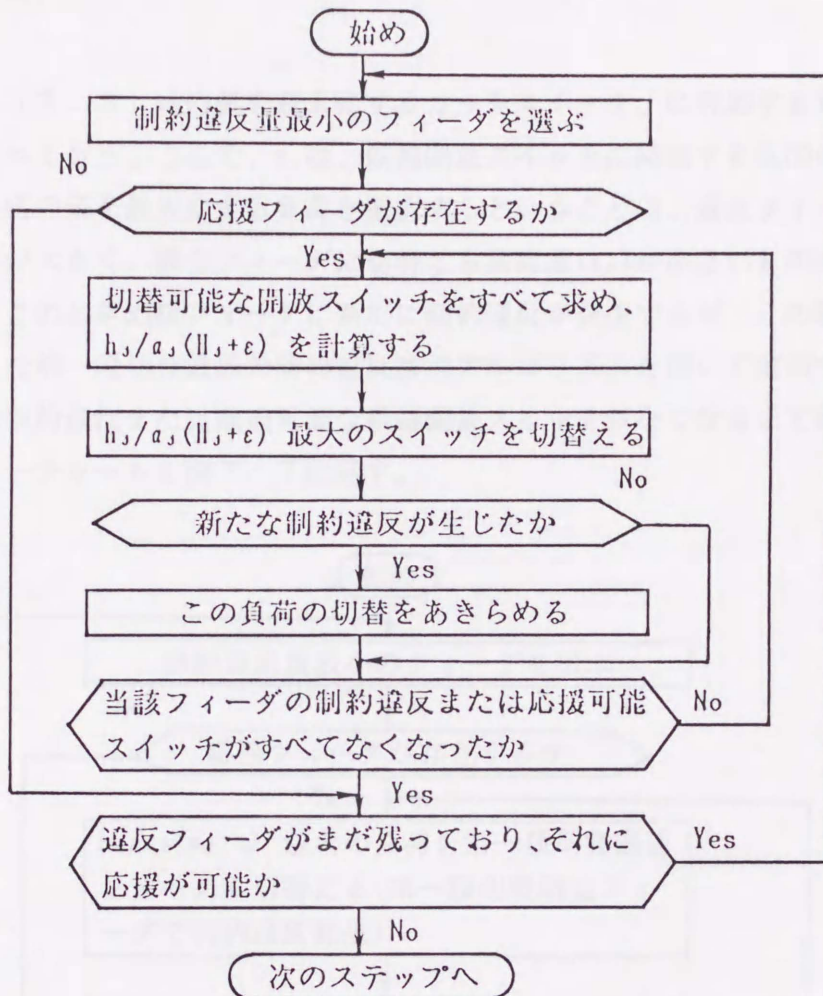 始め
制約違反量最小のフィーダを選ぶ
No
応援フィーダが存在するか
Yes
切替可能な開放スイッチをすべて求め,
hJ/aJ(HJ+ε) を計算する
hJ/aJ(HJ+ε) 最大のスイッチを切替える
No
新たな制約違反が生じたか
Yes
この負荷の切替をあきらめる
当該フィーダの制約違反または応援可能
スイッチがすべてなくなったか
No
Yes
違反フィーダがまだ残っており,それに
応援が可能か
Yes
No
次のステップへ